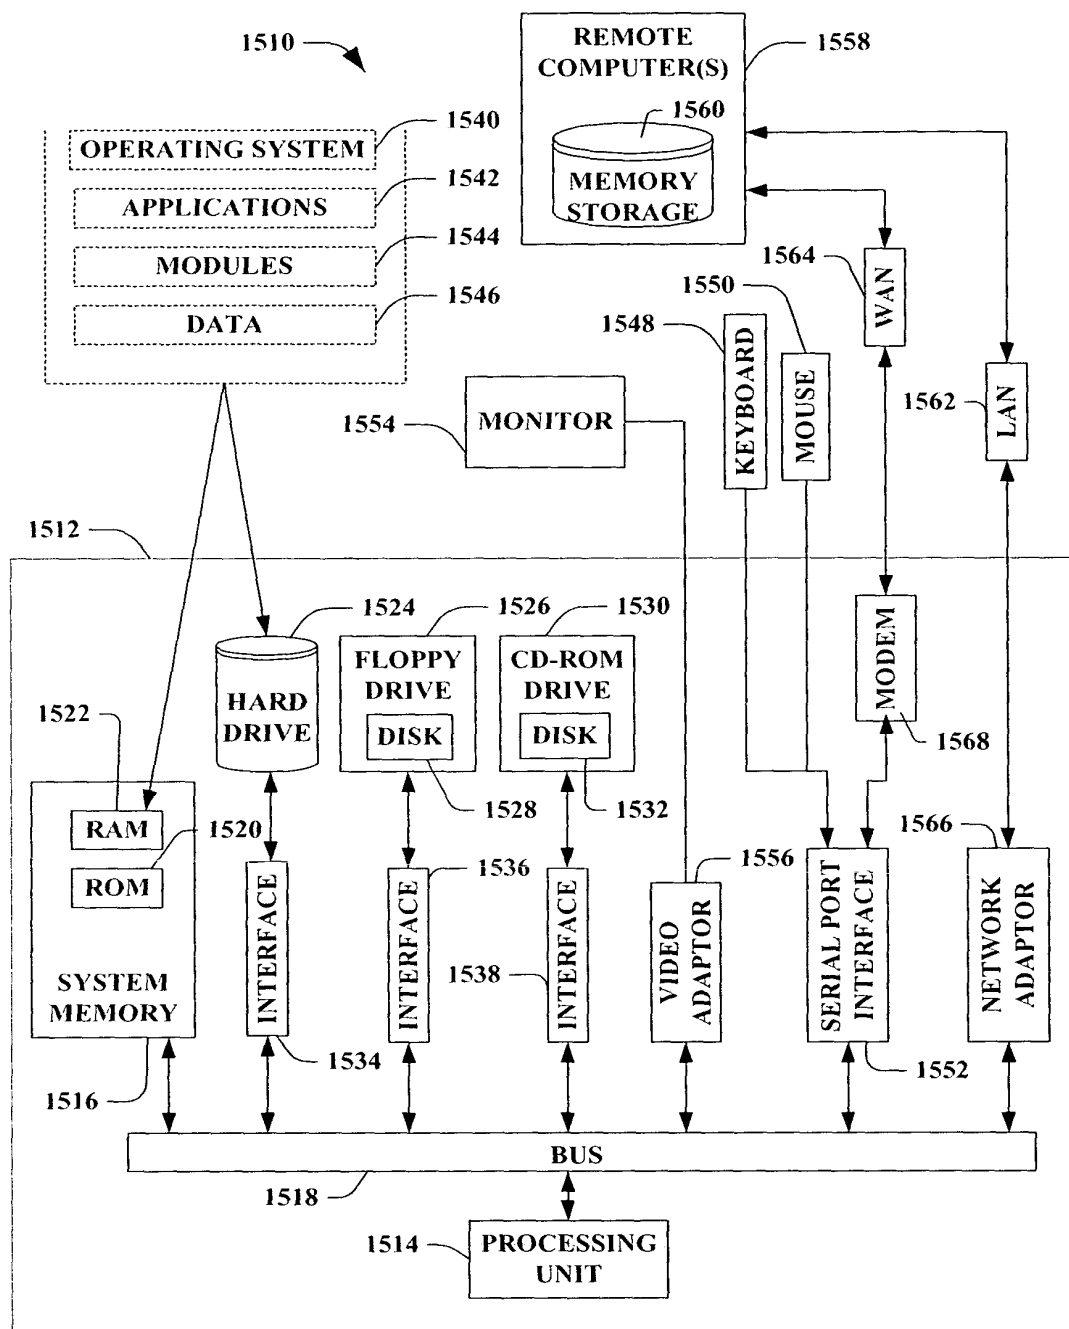 1510
REMOTE
COMPUTER(S)
1558
1560
MEMORY
STORAGE
1540
OPERATING SYSTEM
1542
APPLICATIONS
1544
MODULES
1546
DATA
1564
WAN
1550
1548
KEYBOARD
MOUSE
1562
LAN
MONITOR
1554
1512
1524
HARD
DRIVE
1526
FLOPPY
DRIVE
DISK
1528
1530
CD-ROM
DRIVE
DISK
1532
MODEM
1568
1522
RAM
1520
ROM
SYSTEM
MEMORY
1516
INTERFACE
1534
1536
INTERFACE
1538
INTERFACE
1556
VIDEO
ADAPTOR
SERIAL PORT
INTERFACE
1552
1566
NETWORK
ADAPTOR
BUS
1518
1514
PROCESSING
UNIT